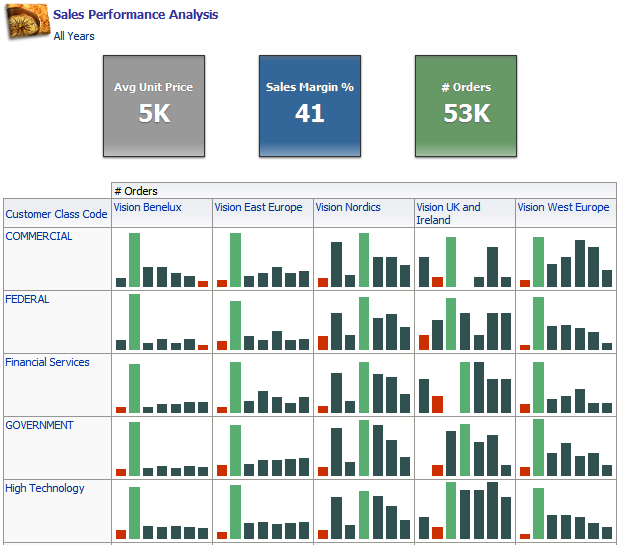 Sales Performance Analysis
All Years
Avg Unit Price
5K
Sales Margin %
41
# Orders
53K
# Orders
Customer Class Code
Vision Benelux
Vision East Europe
Vision Nordics
Vision UK and
Ireland
Vision West Europe
COMMERCIAL
FEDERAL
Financial Services
GOVERNMENT
High Technology